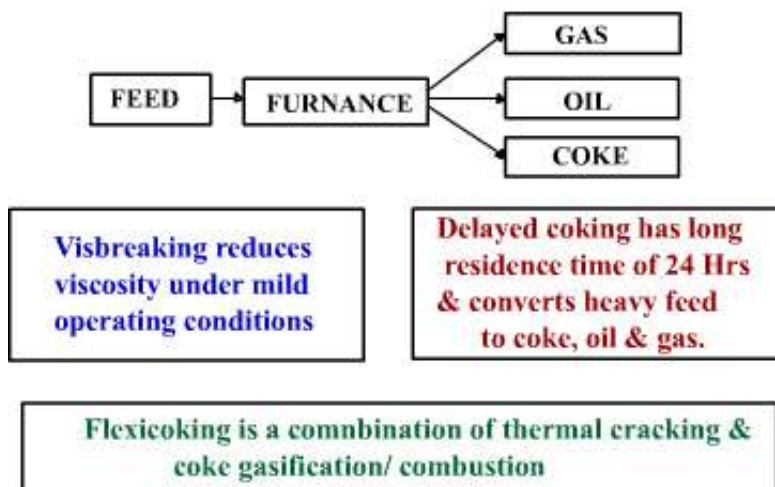 GAS
FEED
FURNANCE
OIL
COKE
Visbreaking reduces
viscosity under mild
operating conditions
Delayed coking has long
residence time of 24 Hrs
& converts heavy feed
to coke, oil & gas.
Flexicoking is a comnbination of thermal cracking &
coke gasification/ combustion